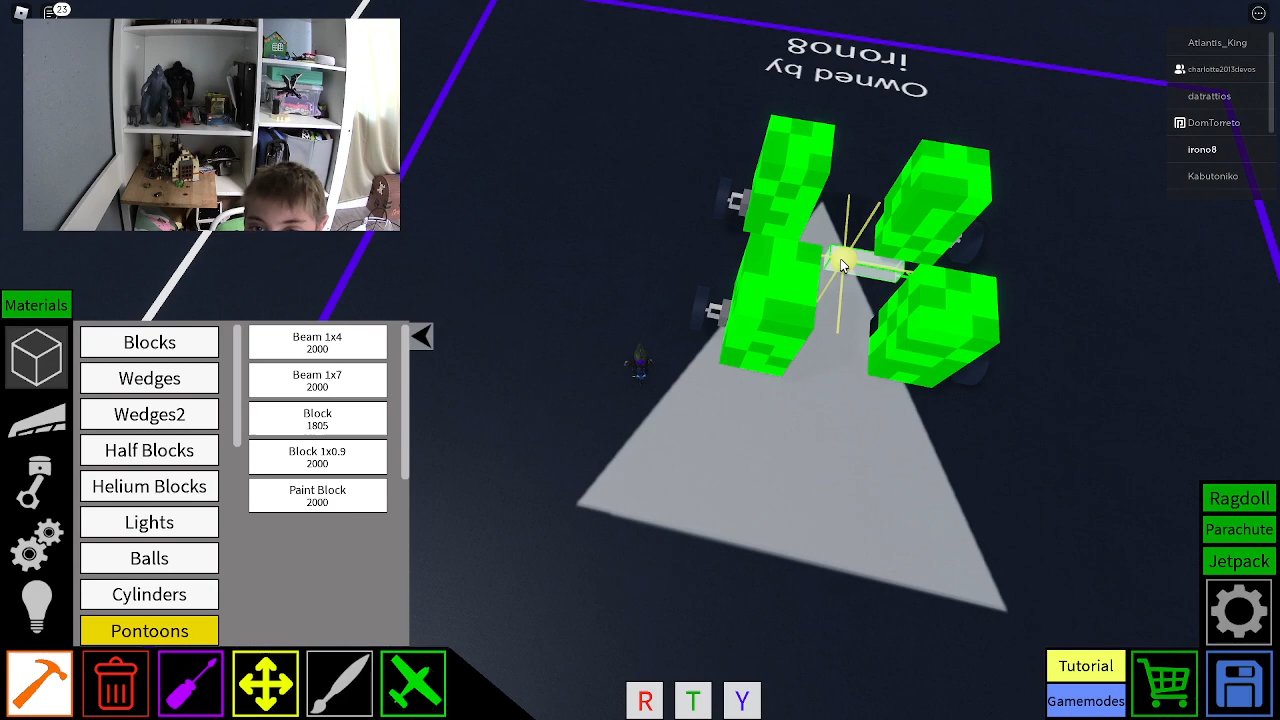 23
Owned by
irono8
Atlantis_King
charlotte2013devos
datrattios
DomTorreto
irono8
Kabutoniko
Materials
Blocks
Wedges
Wedges2
Half Blocks
Helium Blocks
Lights
Balls
Cylinders
Pontoons
Beam 1x4
2000
Beam 1x7
2000
Block
1805
Block 1x0.9
2000
Paint Block
2000
Ragdoll
Parachute
Jetpack
Tutorial
Gamemodes
R T Y